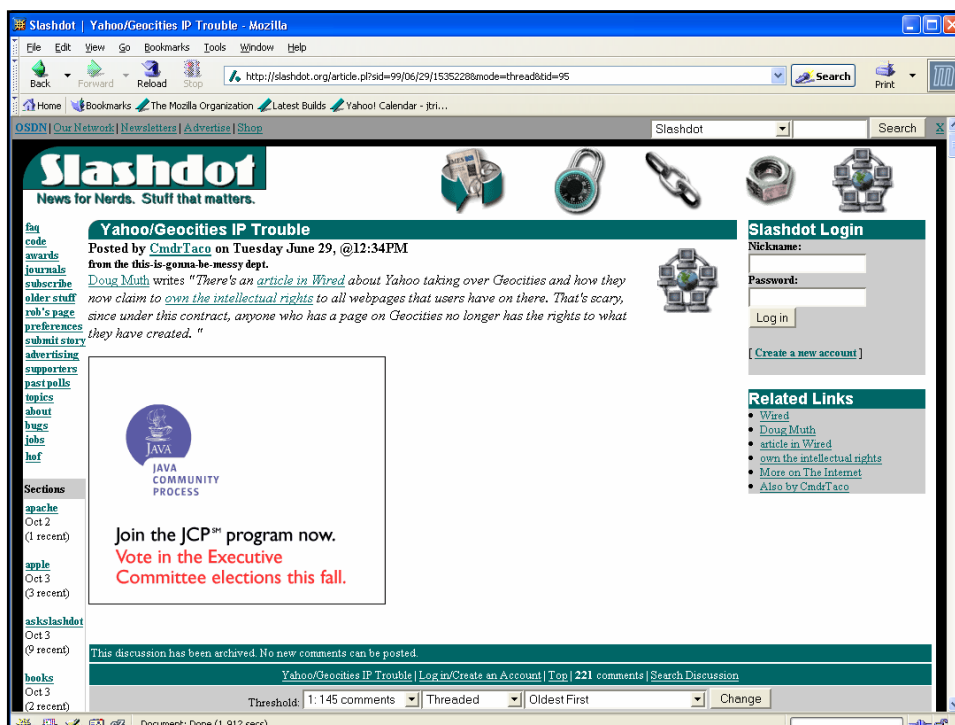 Slashdot | Yahoo/Geocities IP Trouble - Mozilla
File Edit View Go Bookmarks Tools Window Help
Back Forward Reload Stop http://slashdot.org/article.pl?sid=99/06/29/1535228&mode=thread&tid=95 Search Print
Home Bookmarks The Mozilla Organization Latest Builds Yahoo! Calendar - jtri...
OSDN | Our Network | Newsletters | Advertise | Shop Slashdot Search X
Slashdot
News for Nerds. Stuff that matters.
faq
code
awards
journals
subscribe
older stuff
rob's page
preferences
submit story
advertising
supporters
past polls
topics
about
bugs
jobs
hof
Sections
apache
Oct 2
(1 recent)
apple
Oct 3
(3 recent)
askslashdot
Oct 3
(9 recent)
books
Oct 3
(2 recent)
Yahoo/Geocities IP Trouble
Posted by CmdrTaco on Tuesday June 29, @12:34PM
from the this-is-gonna-be-messy dept.
Doug Muth writes "There's an article in Wired about Yahoo taking over Geocities and how they
now claim to own the intellectual rights to all webpages that users have on there. That's scary,
since under this contract, anyone who has a page on Geocities no longer has the rights to what
they have created. "
JAVA
JAVA
COMMUNITY
PROCESS
Join the JCP℠ program now.
Vote in the Executive
Committee elections this fall.
Slashdot Login
Nickname:
Password:
Log in
[ Create a new account ]
Related Links
Wired
Doug Muth
article in Wired
own the intellectual rights
More on The Internet
Also by CmdrTaco
This discussion has been archived. No new comments can be posted.
Yahoo/Geocities IP Trouble | Log in/Create an Account | Top | 221 comments | Search Discussion
Threshold: 1: 145 comments Threaded Oldest First Change
Document: Done (1.912 secs)